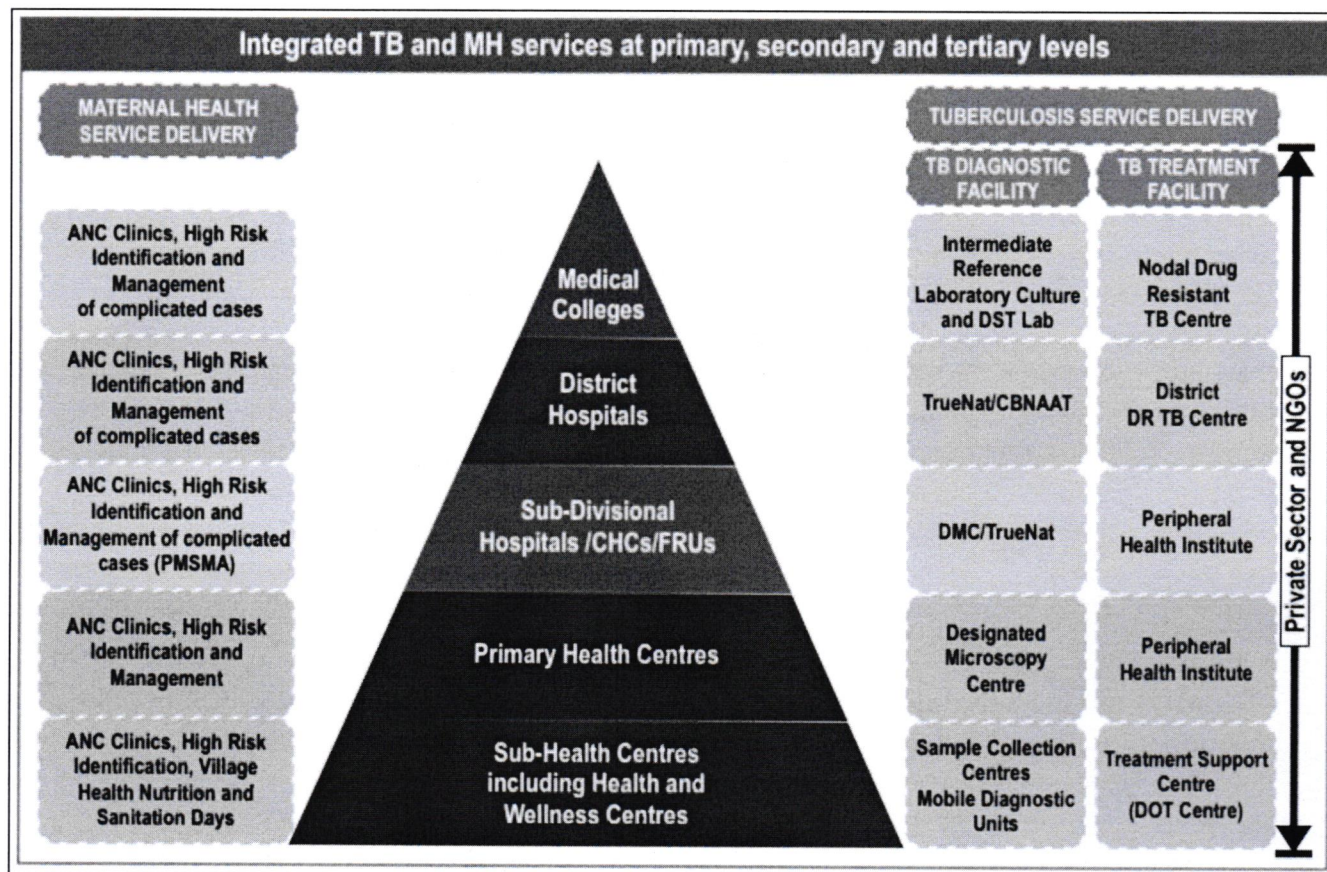 Integrated TB and MH services at primary, secondary and tertiary levels
MATERNAL HEALTH
SERVICE DELIVERY
TUBERCULOSIS SERVICE DELIVERY
TB DIAGNOSTIC
FACILITY
TB TREATMENT
FACILITY
ANC Clinics, High Risk
Identification and
Management
of complicated cases
Medical
Colleges
Intermediate
Reference
Laboratory Culture
and DST Lab
Nodal Drug
Resistant
TB Centre
ANC Clinics, High Risk
Identification and
Management
of complicated cases
District
Hospitals
TrueNat/CBNAAT
District
DR TB Centre
ANC Clinics, High Risk
Identification and
Management of complicated
cases (PMSMA)
Sub-Divisional
Hospitals /CHCs/FRUs
DMC/TrueNat
Peripheral
Health Institute
ANC Clinics, High Risk
Identification and
Management
Primary Health Centres
Designated
Microscopy
Centre
Peripheral
Health Institute
ANC Clinics, High Risk
Identification, Village
Health Nutrition and
Sanitation Days
Sub-Health Centres
including Health and
Wellness Centres
Sample Collection
Centres
Mobile Diagnostic
Units
Treatment Support
Centre
(DOT Centre)
Private Sector and NGOs